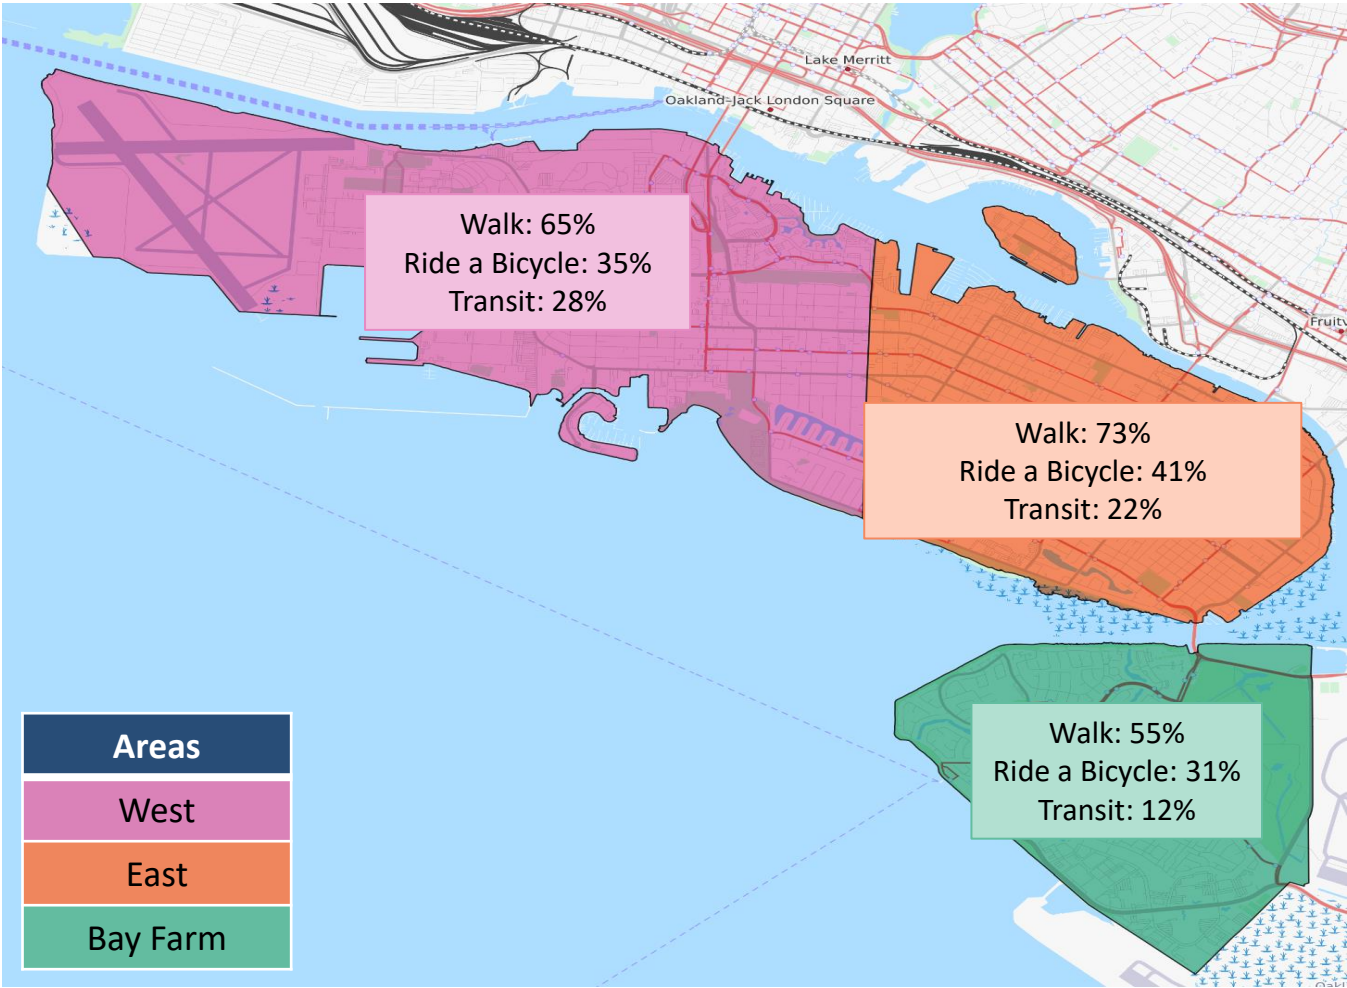 Lake Merritt
Oakland-Jack London Square
Walk: 65%
Ride a Bicycle: 35%
Transit: 28%
Fruitv
Walk: 73%
Ride a Bicycle: 41%
Transit: 22%
Walk: 55%
Ride a Bicycle: 31%
Transit: 12%
Areas
West
East
Bay Farm